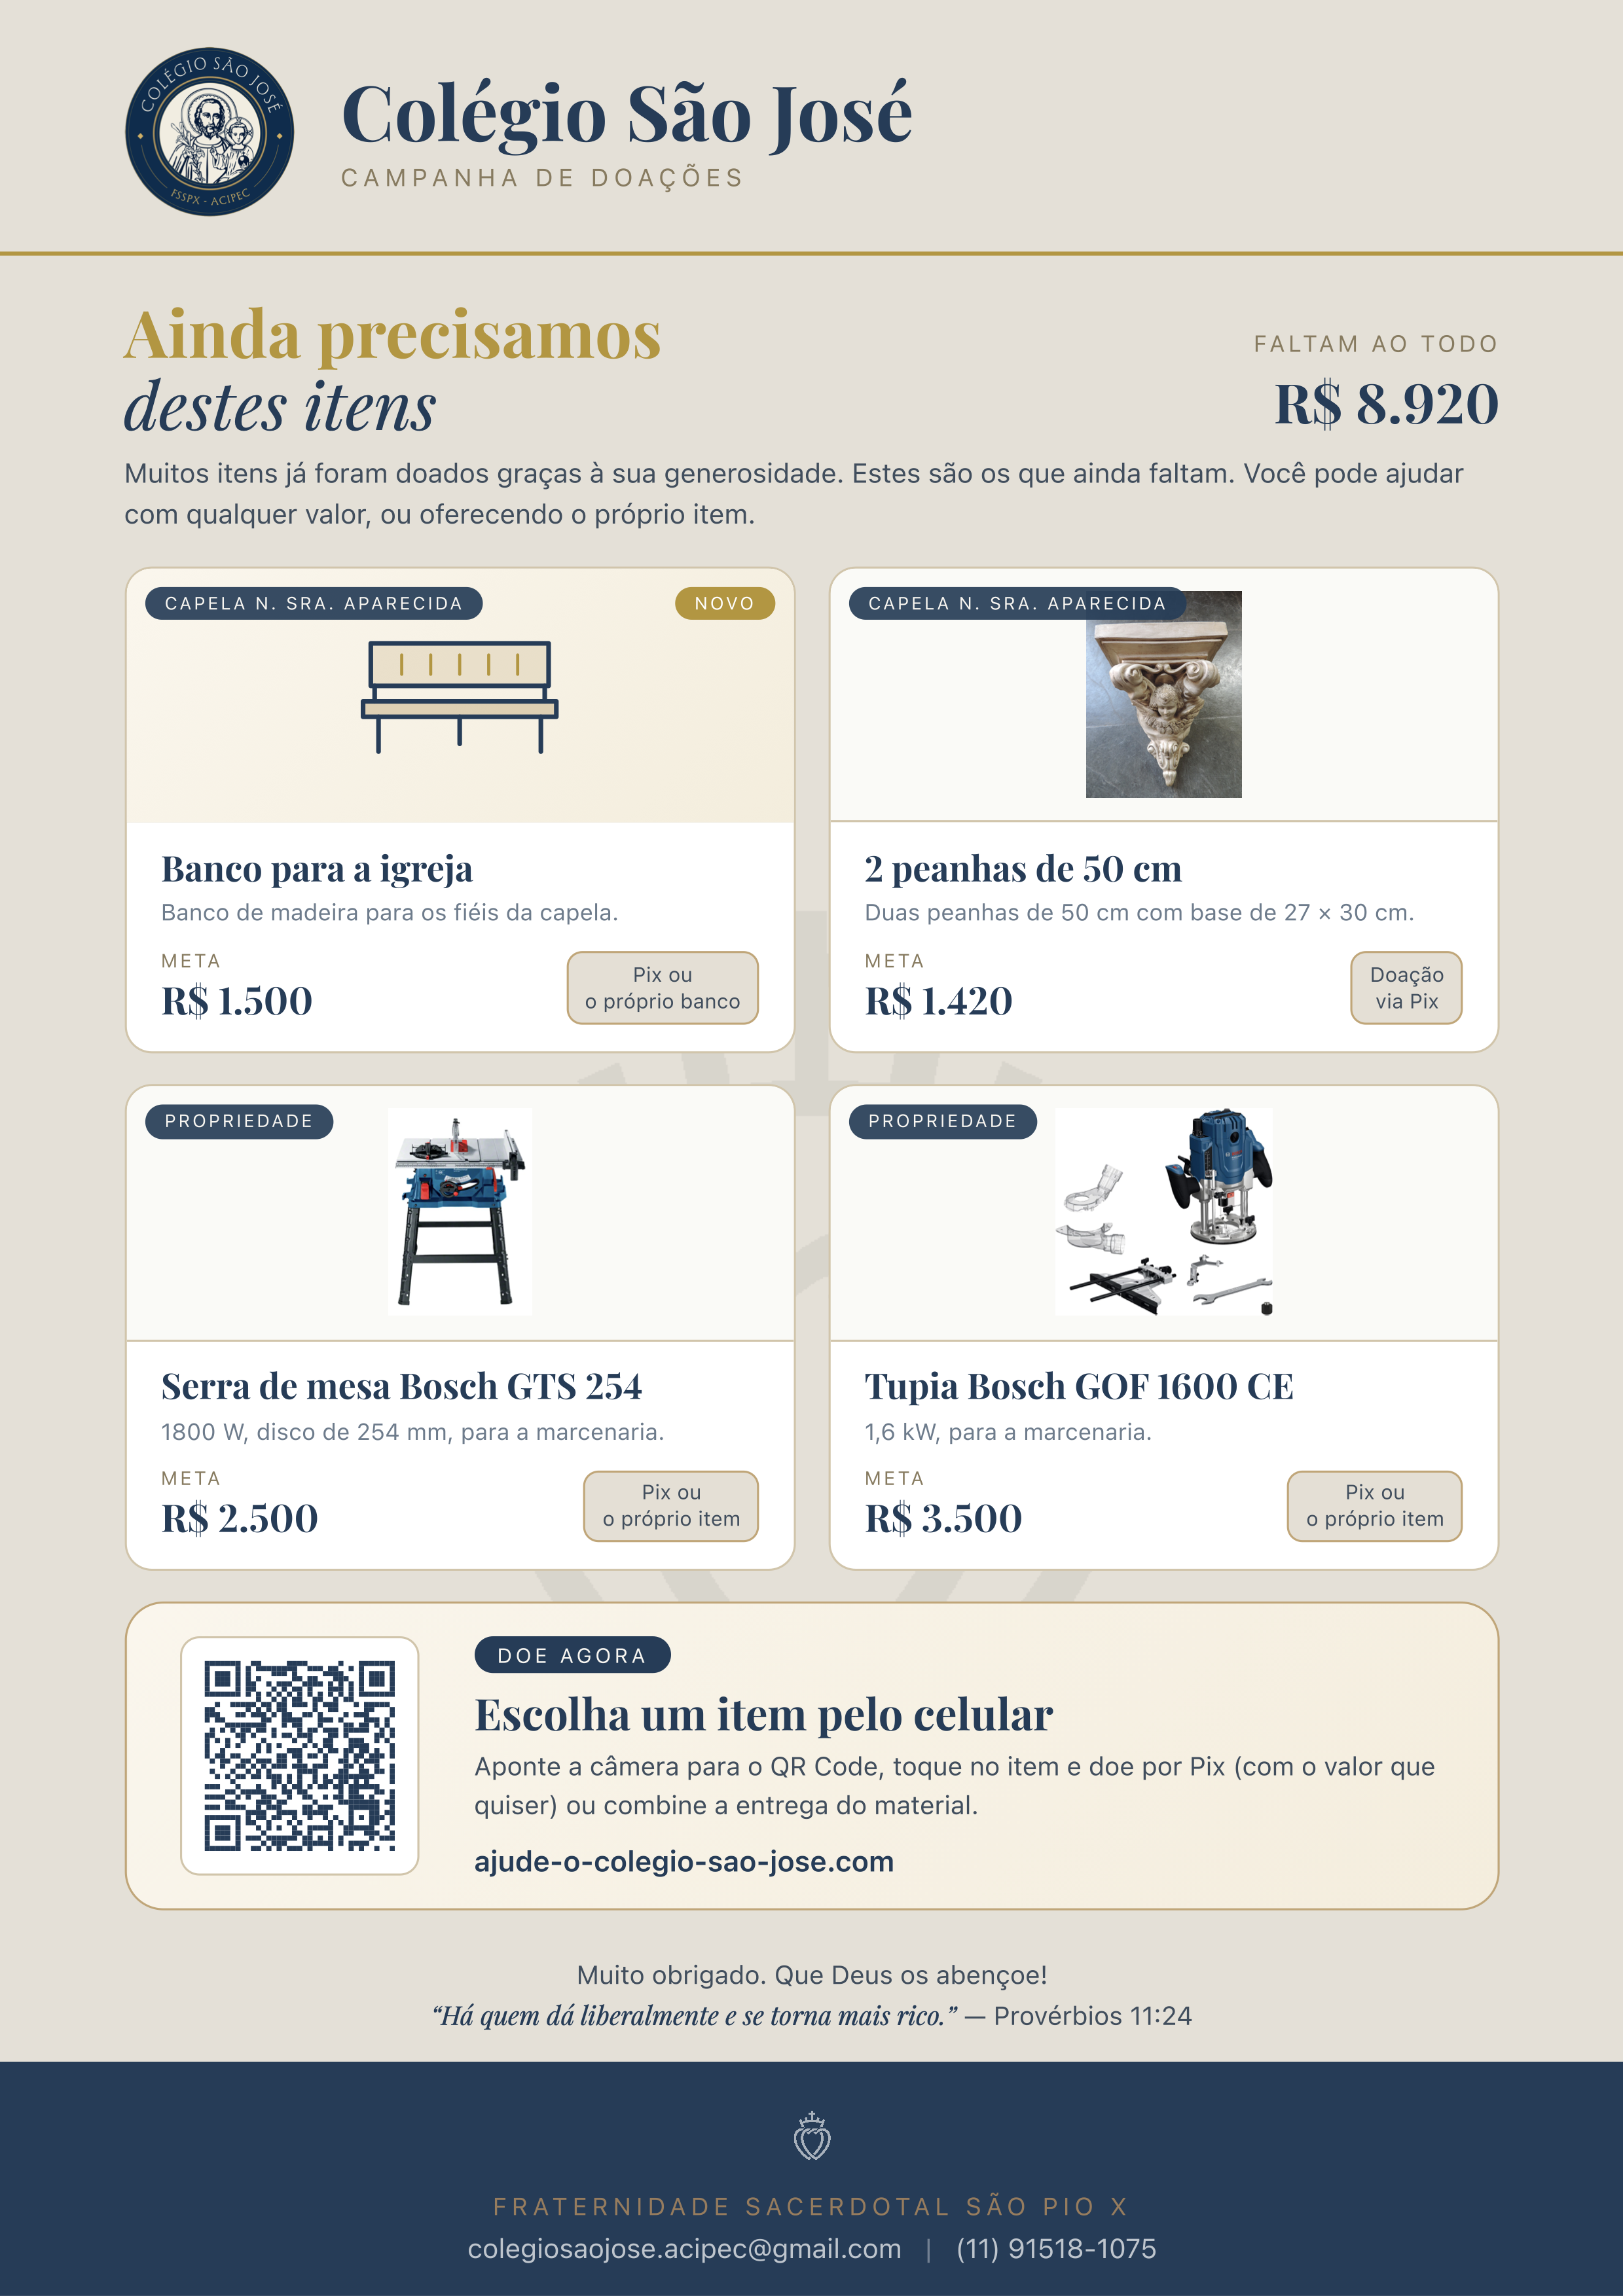 COLÉGIO SÃO JOSÉ
FSSPX - ACIPEC
Colégio São José
CAMPANHA DE DOAÇÕES
Ainda precisamos
destes itens
FALTAM AO TODO
R$ 8.920
Muitos itens já foram doados graças à sua generosidade. Estes são os que ainda faltam. Você pode ajudar
com qualquer valor, ou oferecendo o próprio item.
CAPELA N. SRA. APARECIDA
NOVO
Banco para a igreja
Banco de madeira para os fiéis da capela.
META
R$ 1.500
Pix ou
o próprio banco
CAPELA N. SRA. APARECIDA
2 peanhas de 50 cm
Duas peanhas de 50 cm com base de 27 × 30 cm.
META
R$ 1.420
Doação
via Pix
PROPRIEDADE
Serra de mesa Bosch GTS 254
1800 W, disco de 254 mm, para a marcenaria.
META
R$ 2.500
Pix ou
o próprio item
PROPRIEDADE
Tupia Bosch GOF 1600 CE
1,6 kW, para a marcenaria.
META
R$ 3.500
Pix ou
o próprio item
DOE AGORA
Escolha um item pelo celular
Aponte a câmera para o QR Code, toque no item e doe por Pix (com o valor que
quiser) ou combine a entrega do material.
ajude-o-colegio-sao-jose.com
Muito obrigado. Que Deus os abençoe!
“Há quem dá liberalmente e se torna mais rico.” — Provérbios 11:24
FRATERNIDADE SACERDOTAL SÃO PIO X
colegiosaojose.acipec@gmail.com | (11) 91518-1075